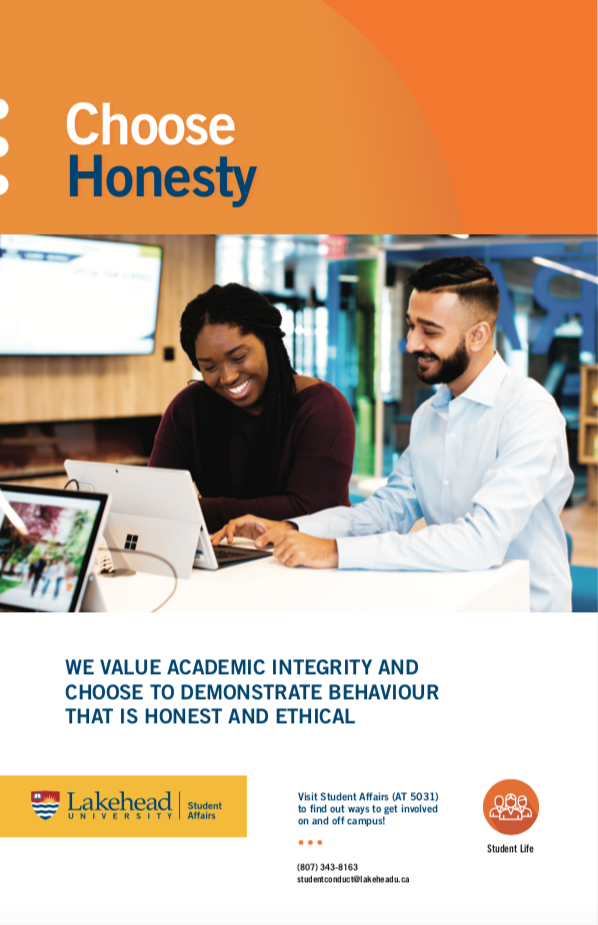 Choose
Honesty
WE VALUE ACADEMIC INTEGRITY AND
CHOOSE TO DEMONSTRATE BEHAVIOUR
THAT IS HONEST AND ETHICAL
Lakehead
UNIVERSITY
Student
Affairs
Visit Student Affairs (AT 5031)
to find out ways to get involved
on and off campus!
(807) 343-8163
studentconduct@lakeheadu.ca
Student Life